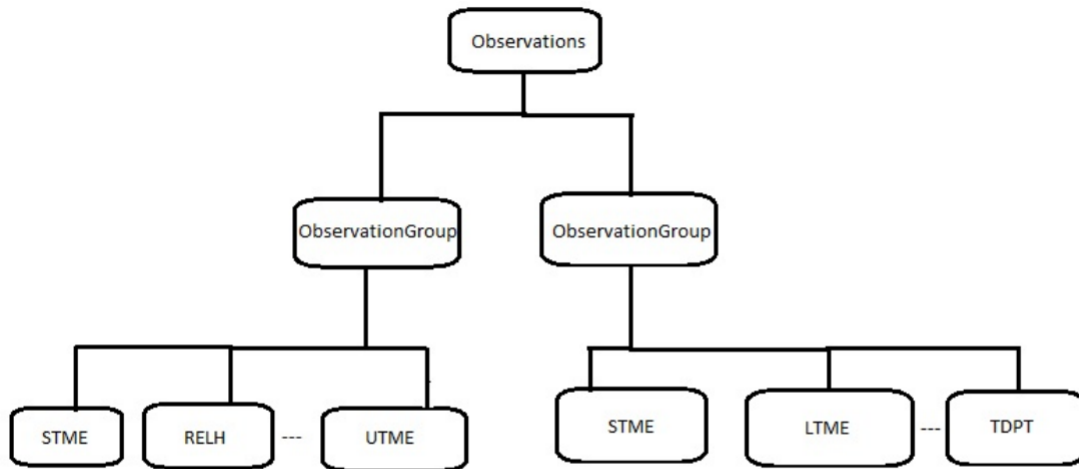 Observations
ObservationGroup
ObservationGroup
STME
RELH
---
UTME
STME
LTME
---
TDPT